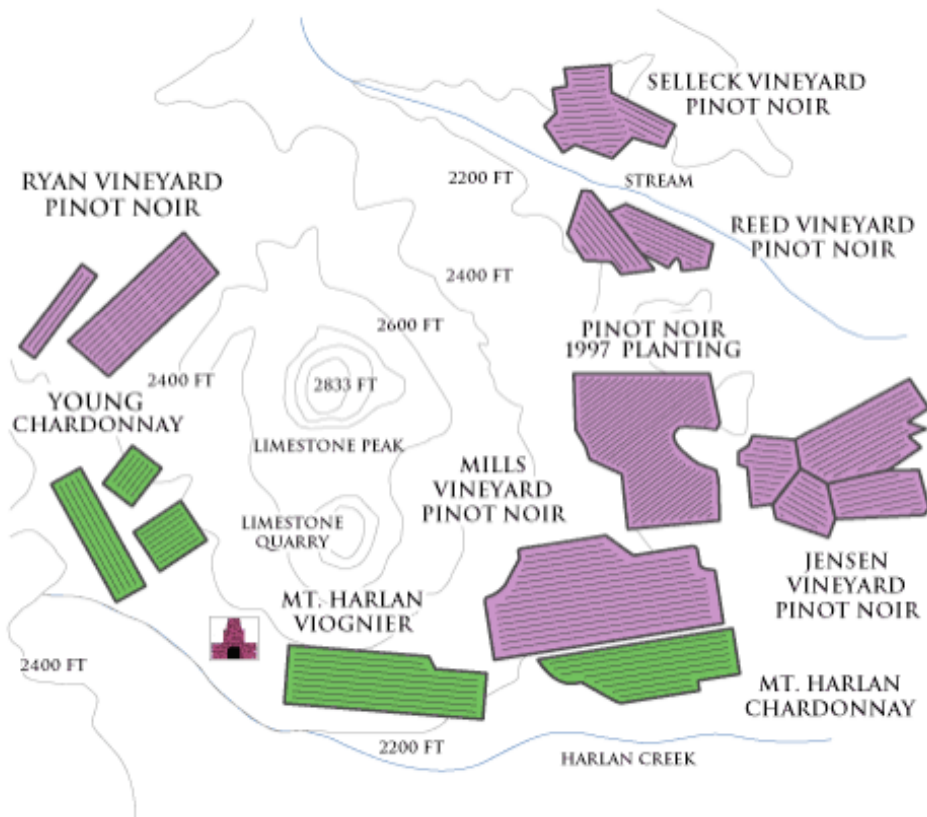 SELLECK VINEYARD
PINOT NOIR
2200 FT
STREAM
RYAN VINEYARD
PINOT NOIR
REED VINEYARD
PINOT NOIR
2400 FT
2600 FT
PINOT NOIR
1997 PLANTING
2400 FT
2833 FT
YOUNG
CHARDONNAY
LIMESTONE PEAK
MILLS
VINEYARD
PINOT NOIR
LIMESTONE
QUARRY
JENSEN
VINEYARD
PINOT NOIR
MT. HARLAN
VIOGNIER
2400 FT
MT. HARLAN
CHARDONNAY
2200 FT
HARLAN CREEK